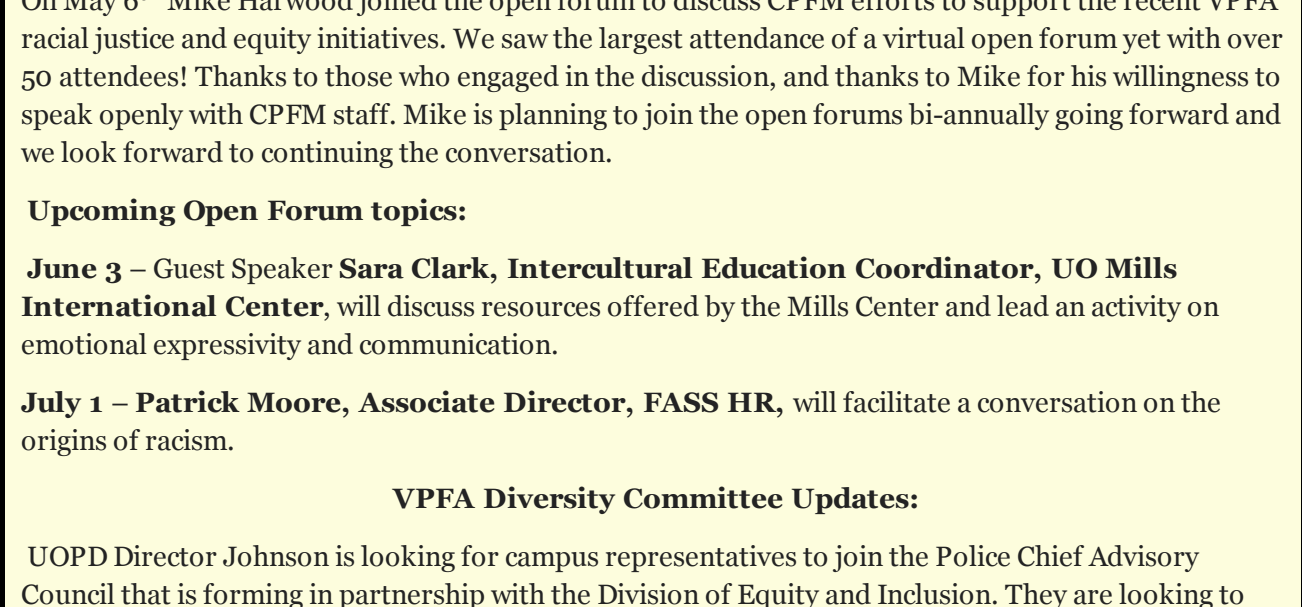 On May 6th Mike Harwood joined the open forum to discuss CPFM efforts to support the recent VPFA
racial justice and equity initiatives. We saw the largest attendance of a virtual open forum yet with over
50 attendees! Thanks to those who engaged in the discussion, and thanks to Mike for his willingness to
speak openly with CPFM staff. Mike is planning to join the open forums bi-annually going forward and
we look forward to continuing the conversation.
Upcoming Open Forum topics:
June 3 – Guest Speaker Sara Clark, Intercultural Education Coordinator, UO Mills
International Center, will discuss resources offered by the Mills Center and lead an activity on
emotional expressivity and communication.
July 1 – Patrick Moore, Associate Director, FASS HR, will facilitate a conversation on the
origins of racism.
VPFA Diversity Committee Updates:
UOPD Director Johnson is looking for campus representatives to join the Police Chief Advisory
Council that is forming in partnership with the Division of Equity and Inclusion. They are looking to